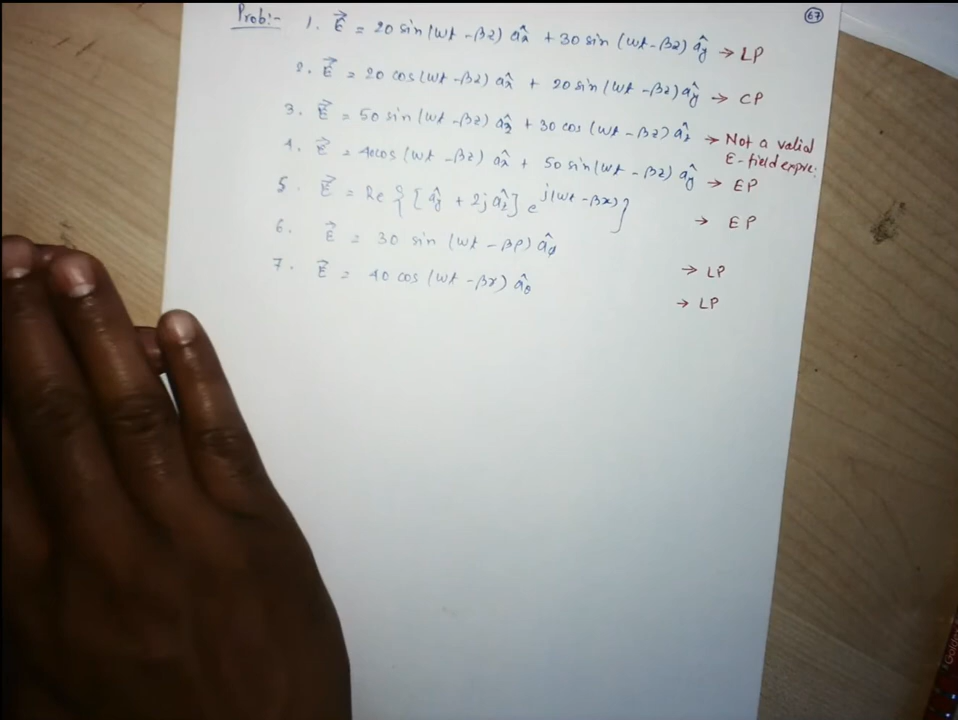 Prob:- 1. E⃗ = 20 sin(ωt - βz) âx + 30 sin (ωt - βz) ây → LP
67
2. E⃗ = 20 cos(ωt - βz) âx + 20 sin(ωt - βz) ây → CP
3. E⃗ = 50 sin(ωt - βz) ây + 30 cos (ωt - βz) âz → Not a valid
E-field expre:
4. E⃗ = 40cos (ωt - βz) âx + 50 sin(ωt - βz) ây → EP
5. E⃗ = Re { [ây + 2j âz] e^j(ωt - βx) } → EP
6. E⃗ = 30 sin (ωt - βρ) âφ → LP
7. E⃗ = 40 cos (ωt - βr) âθ → LP